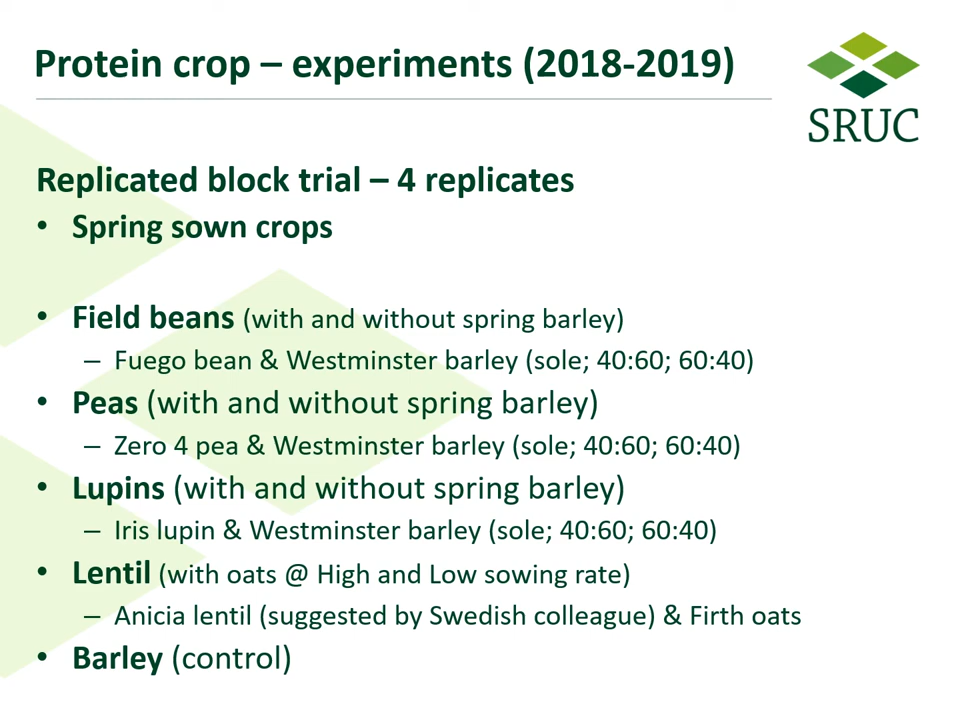 Protein crop – experiments (2018-2019)
SRUC
Replicated block trial – 4 replicates
• Spring sown crops
• Field beans (with and without spring barley)
– Fuego bean & Westminster barley (sole; 40:60; 60:40)
• Peas (with and without spring barley)
– Zero 4 pea & Westminster barley (sole; 40:60; 60:40)
• Lupins (with and without spring barley)
– Iris lupin & Westminster barley (sole; 40:60; 60:40)
• Lentil (with oats @ High and Low sowing rate)
– Anicia lentil (suggested by Swedish colleague) & Firth oats
• Barley (control)